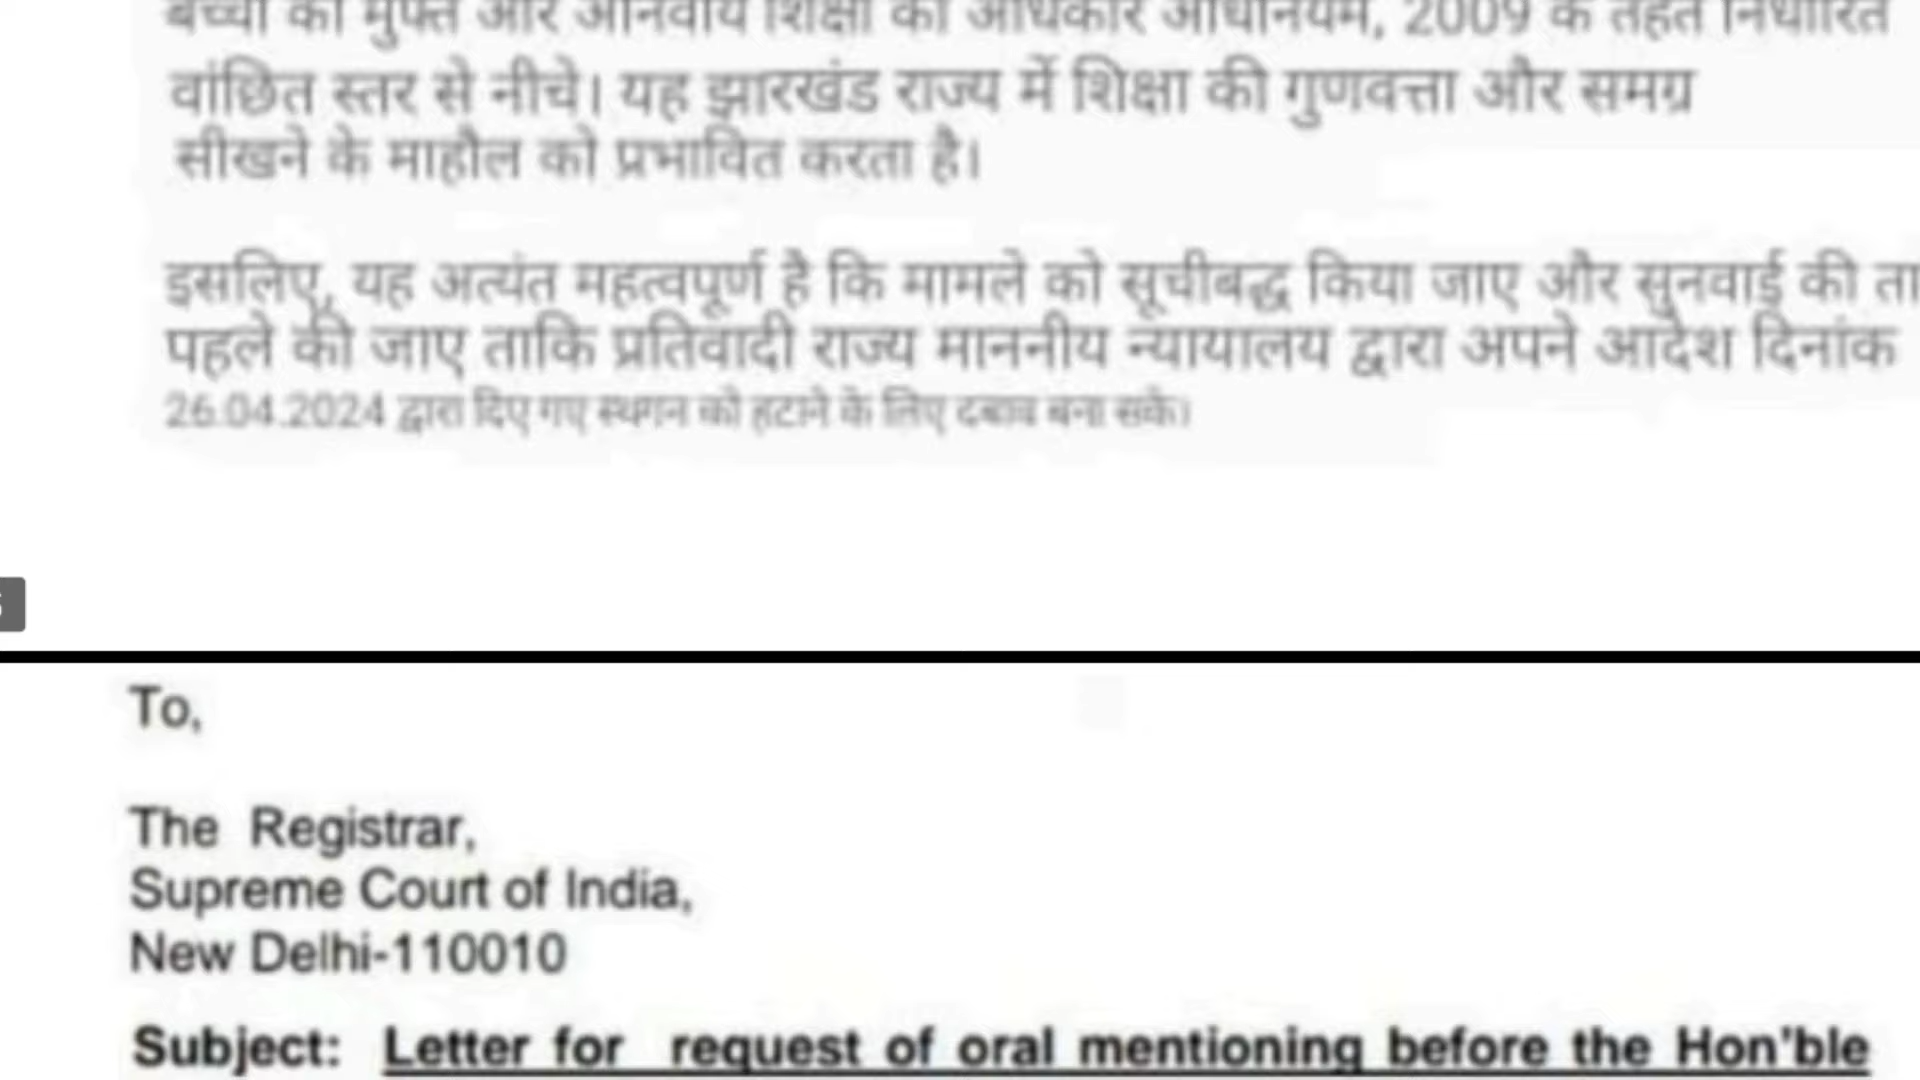 बच्चों को मुफ्त और अनिवार्य शिक्षा का अधिकार अधिनियम, 2009 के तहत निर्धारित
वांछित स्तर से नीचे। यह झारखंड राज्य में शिक्षा की गुणवत्ता और समग्र
सीखने के माहौल को प्रभावित करता है।
इसलिए, यह अत्यंत महत्वपूर्ण है कि मामले को सूचीबद्ध किया जाए और सुनवाई की ता
पहले की जाए ताकि प्रतिवादी राज्य माननीय न्यायालय द्वारा अपने आदेश दिनांक
26.04.2024 द्वारा दिए गए स्थगन को हटाने के लिए दबाव बना सके।
To,
The Registrar,
Supreme Court of India,
New Delhi-110010
Subject: Letter for request of oral mentioning before the Hon'ble